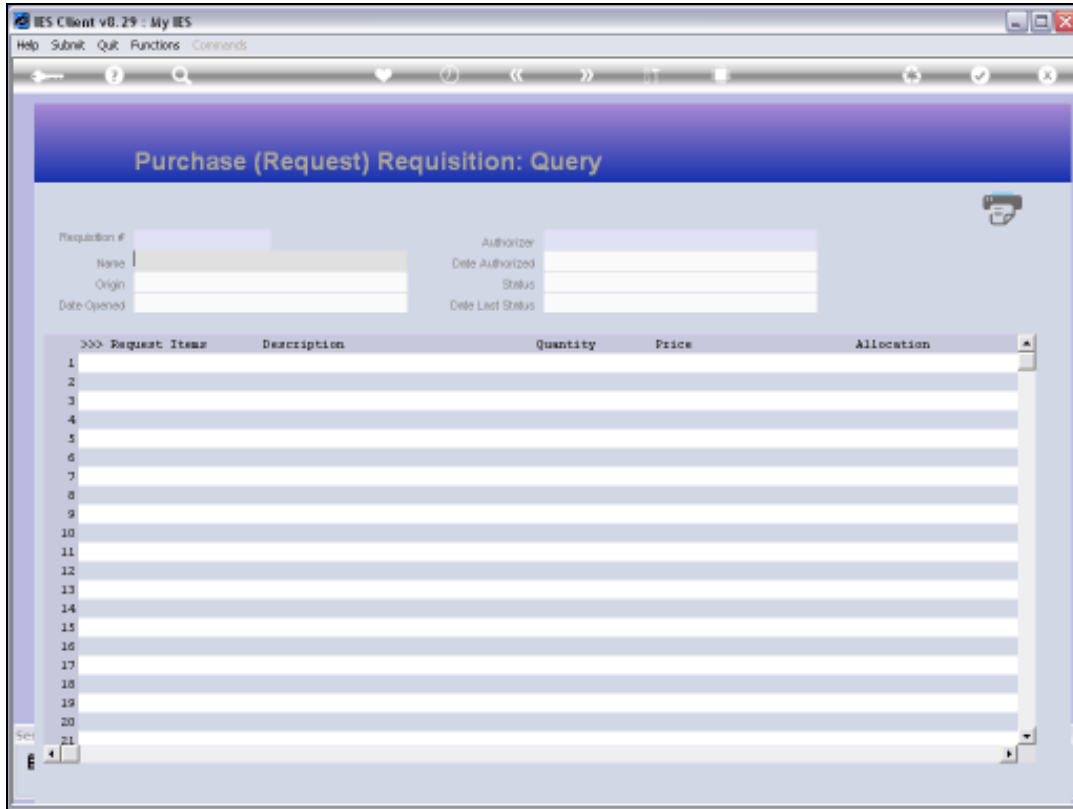 IES Client v8.29 : My IES
Help Submit Quit Functions Commands
Purchase (Request) Requisition: Query
Requisition # Authorizer
Name Date Authorized
Origin Status
Date Opened Date Last Status
>>> Request Items Description Quantity Price Allocation
1
2
3
4
5
6
7
8
9
10
11
12
13
14
15
16
17
18
19
20
21